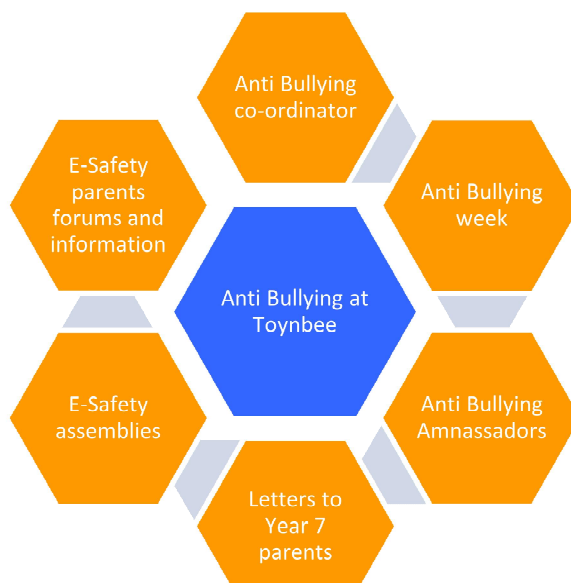 Anti Bullying
co-ordinator
Anti Bullying
week
Anti Bullying
Amnassadors
Letters to
Year 7
parents
E-Safety
assemblies
E-Safety
parents
forums and
information
Anti Bullying at
Toynbee